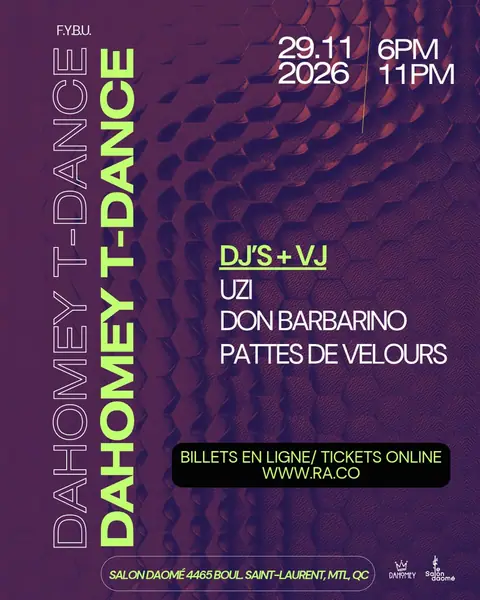 F.Y.B.U.
DAHOMEY T-DANCE
DAHOMEY T-DANCE
29.11
2026
6PM
11PM
DJ'S + VJ
UZI
DON BARBARINO
PATTES DE VELOURS
BILLETS EN LIGNE/ TICKETS ONLINE
WWW.RA.CO
SALON DAOMÉ 4465 BOUL. SAINT-LAURENT, MTL, QC
DAHOMEY
le
Salon
daomé